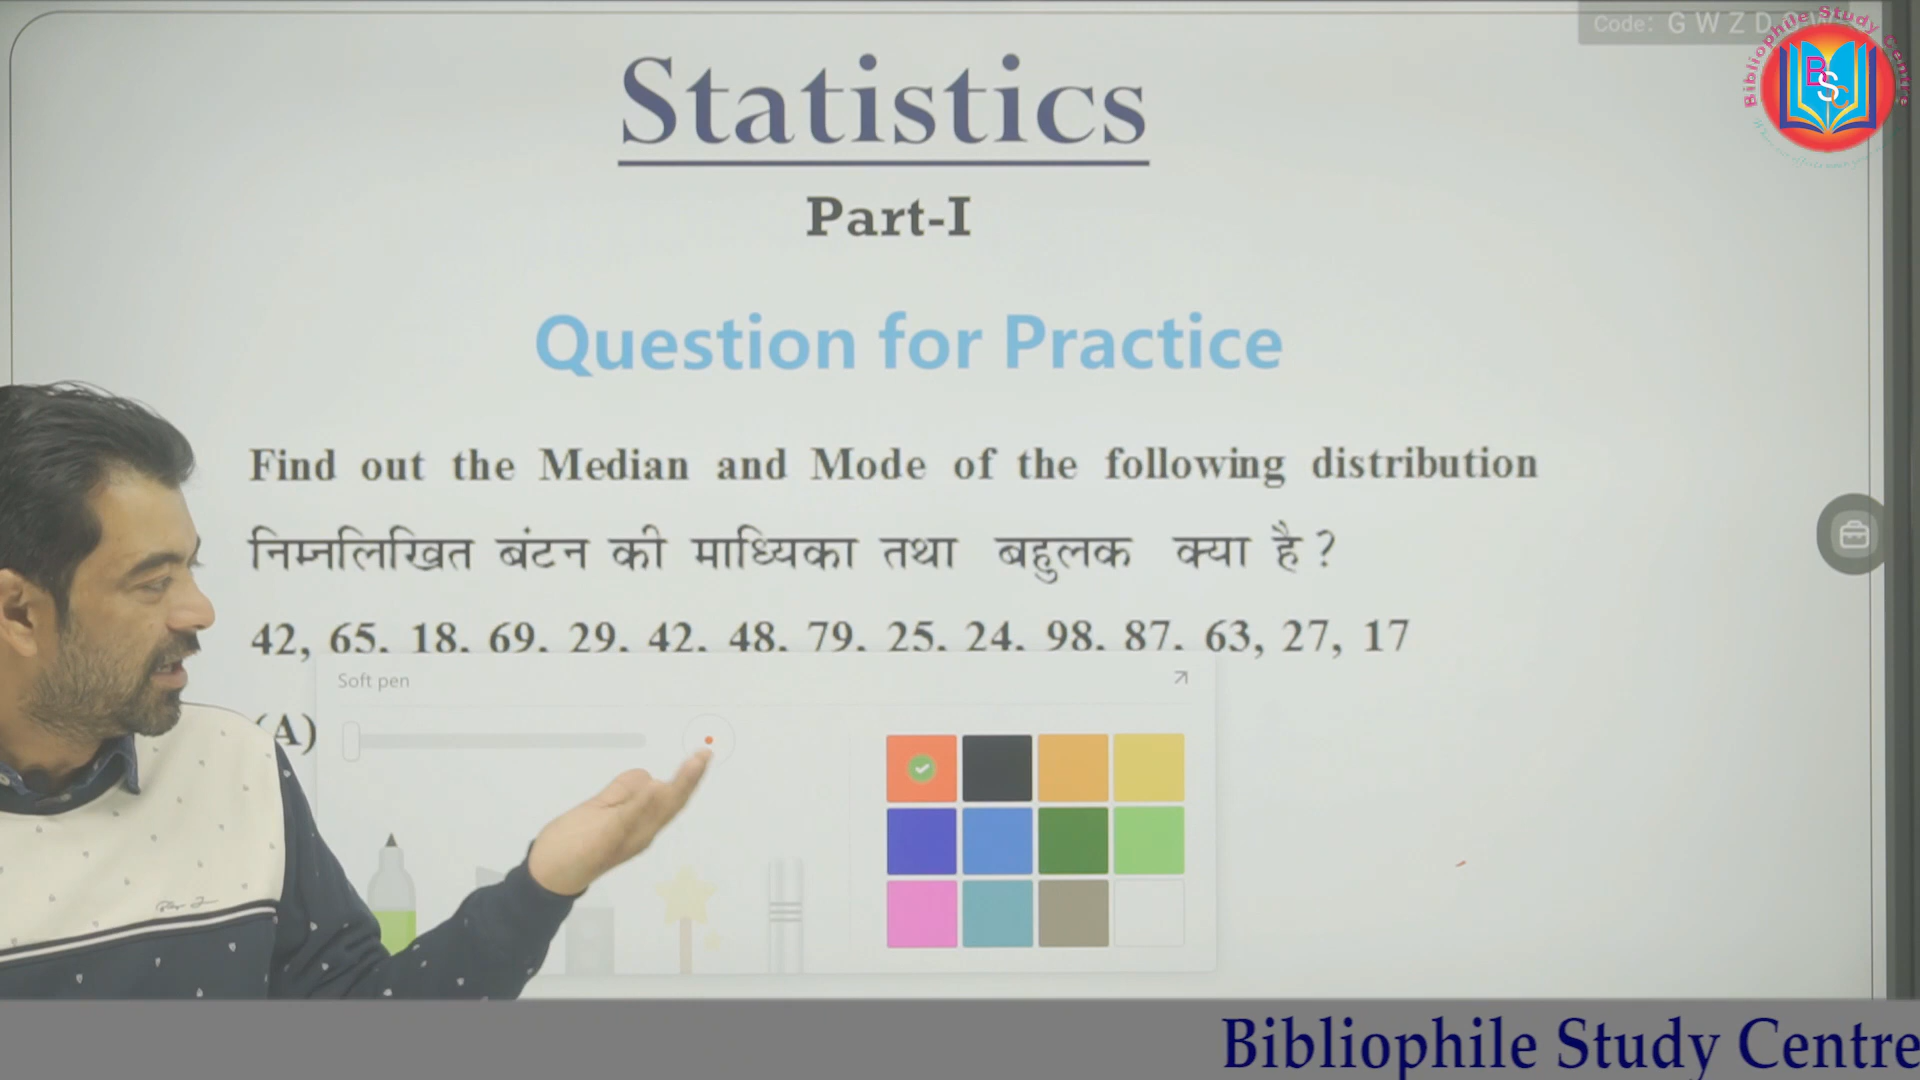 Code: G W Z D
Bibliophile Study Centre
BSC
Statistics
Part-I
Question for Practice
Find out the Median and Mode of the following distribution
निम्नलिखित बंटन की माध्यिका तथा बहुलक क्या है ?
42, 65, 18, 69, 29, 42, 48, 79, 25, 24, 98, 87, 63, 27, 17
Soft pen
(A)
Bibliophile Study Centre